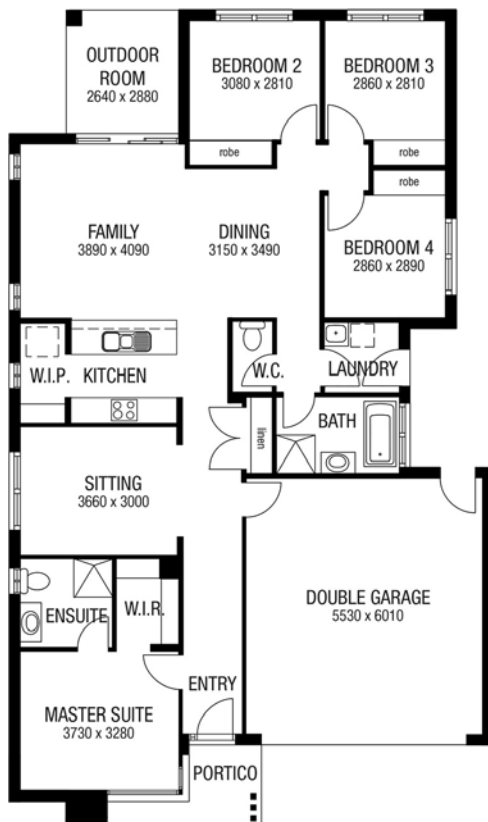 OUTDOOR
ROOM
2640 x 2880
BEDROOM 2
3080 x 2810
BEDROOM 3
2860 x 2810
robe
robe
robe
FAMILY
3890 x 4090
DINING
3150 x 3490
BEDROOM 4
2860 x 2890
W.I.P.
KITCHEN
W.C.
LAUNDRY
linen
BATH
SITTING
3660 x 3000
ENSUITE
W.I.R.
DOUBLE GARAGE
5530 x 6010
MASTER SUITE
3730 x 3280
ENTRY
PORTICO